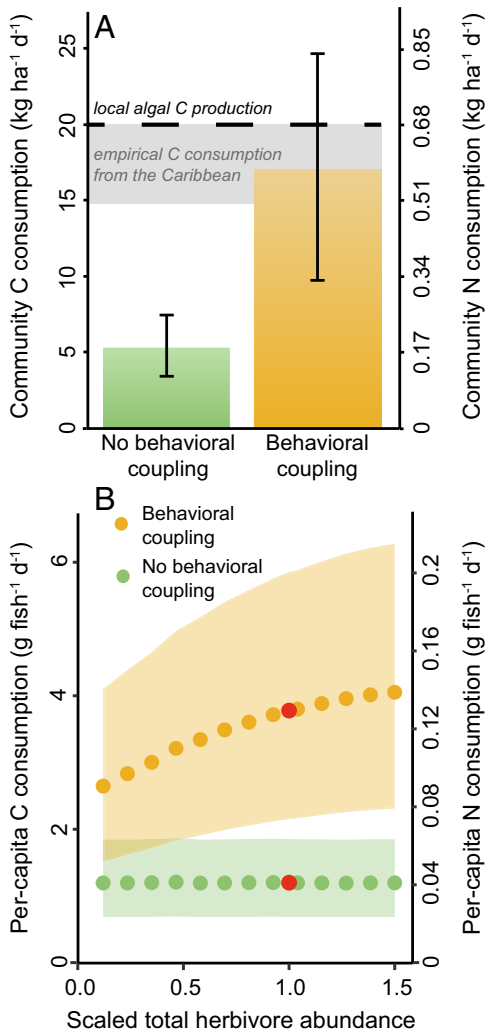 A
Community C consumption (kg ha⁻¹ d⁻¹)
25
20
15
10
5
0
local algal C production
empirical C consumption
from the Caribbean
0.85
0.68
0.51
0.34
0.17
0
Community N consumption (kg ha⁻¹ d⁻¹)
No behavioral
coupling
Behavioral
coupling
B
Behavioral
coupling
No behavioral
coupling
Per-capita C consumption (g fish⁻¹ d⁻¹)
6
4
2
0
0.2
0.16
0.12
0.08
0.04
0
Per-capita N consumption (g fish⁻¹ d⁻¹)
0.0 0.5 1.0 1.5
Scaled total herbivore abundance